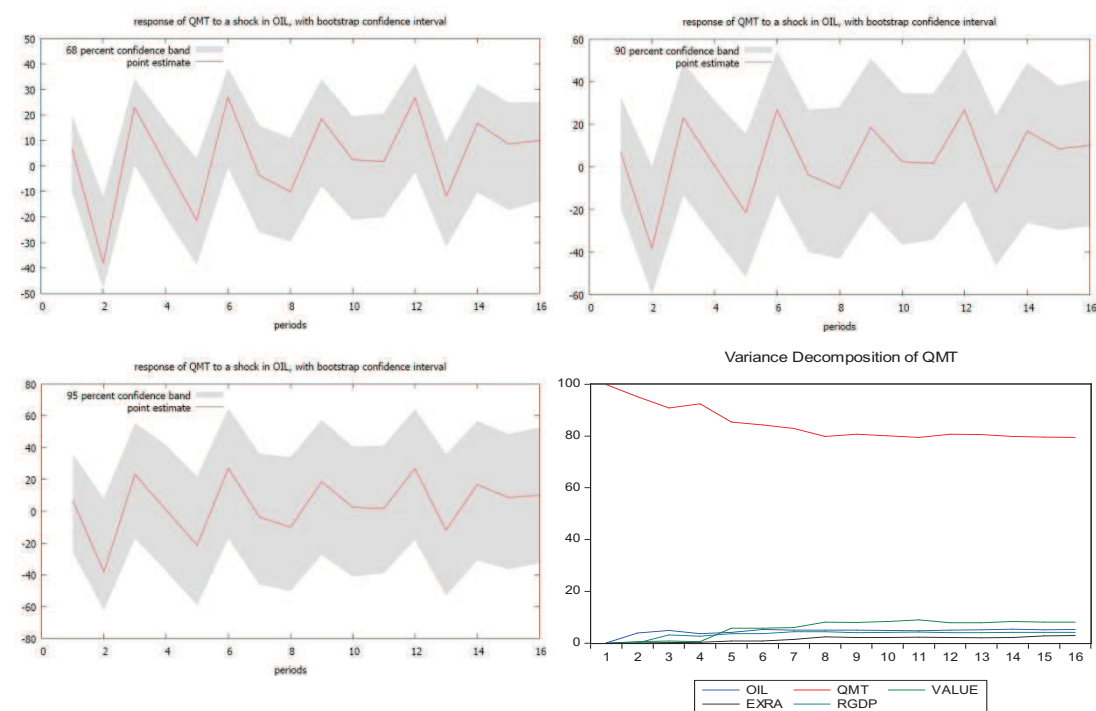 response of QMT to a shock in OIL, with bootstrap confidence interval
68 percent confidence band
point estimate
50
40
30
20
10
0
-10
-20
-30
-40
-50
0 2 4 6 8 10 12 14 16
periods
response of QMT to a shock in OIL, with bootstrap confidence interval
90 percent confidence band
point estimate
60
40
20
0
-20
-40
-60
0 2 4 6 8 10 12 14 16
periods
response of QMT to a shock in OIL, with bootstrap confidence interval
95 percent confidence band
point estimate
80
60
40
20
0
-20
-40
-60
-80
0 2 4 6 8 10 12 14 16
periods
Variance Decomposition of QMT
100
80
60
40
20
0
1 2 3 4 5 6 7 8 9 10 11 12 13 14 15 16
OIL QMT VALUE
EXRA RGDP